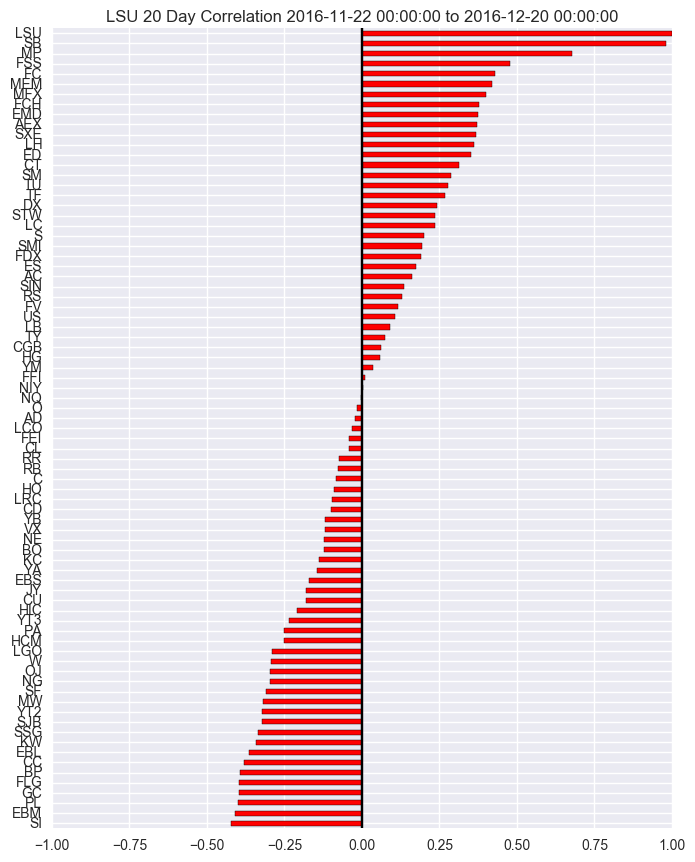 LSU 20 Day Correlation 2016-11-22 00:00:00 to 2016-12-20 00:00:00
LSU
SB
MP
FSS
FC
MEM
MFX
FCH
EMD
AEX
SXE
LH
ED
CT
SM
TU
TF
DX
STW
LC
S
SMI
FDX
ES
AC
SIN
RS
FV
US
LB
TY
CGB
HG
YM
FFI
NIY
NQ
O
AD
LCO
FEI
CL
RR
RB
C
HO
LRC
CD
YB
VX
NE
BO
KC
YA
EBS
JY
CU
HIC
YT3
PA
HCM
LGO
W
OJ
NG
SF
MW
YT2
SJB
SSG
KW
EBL
CC
BP
FLG
GC
PL
EBM
SI
−1.00 −0.75 −0.50 −0.25 0.00 0.25 0.50 0.75 1.00